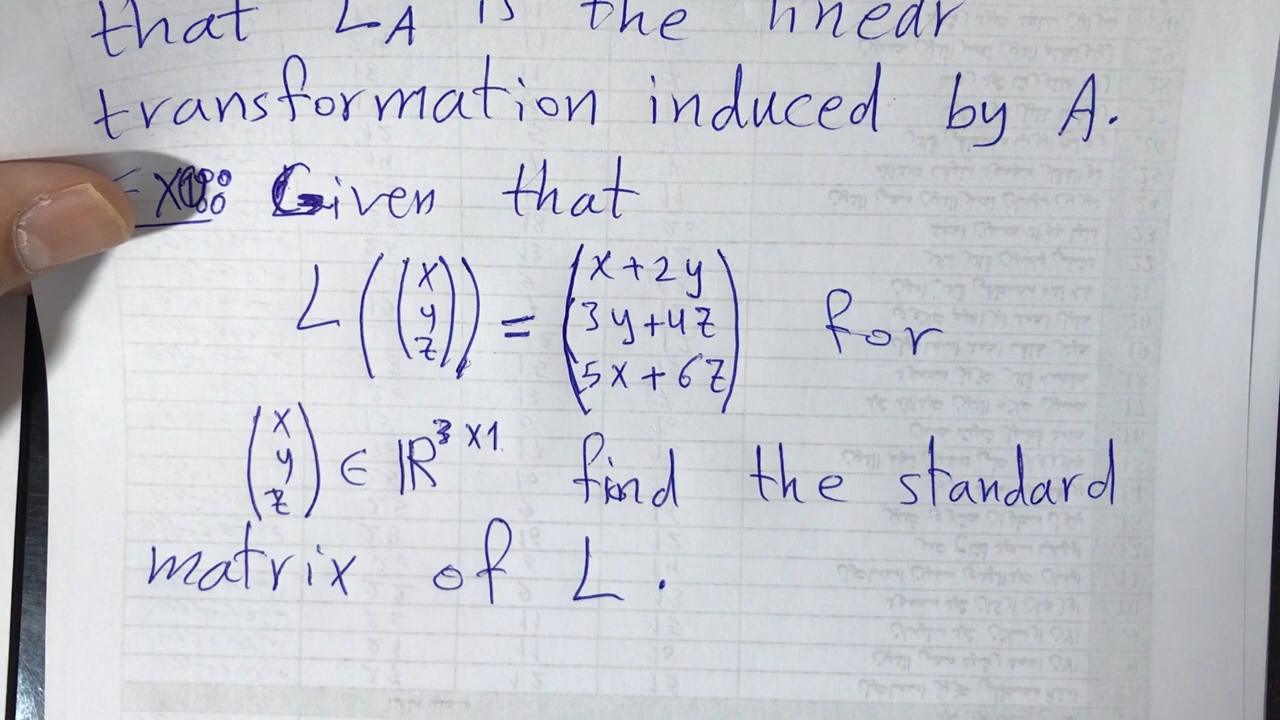 that L_A is the linear
transformation induced by A.
Given that
L((x y z)) = (x+2y 3y+4z 5x+6z) for
(x y z) ∈ ℝ^{3×1} find the standard
matrix of L.